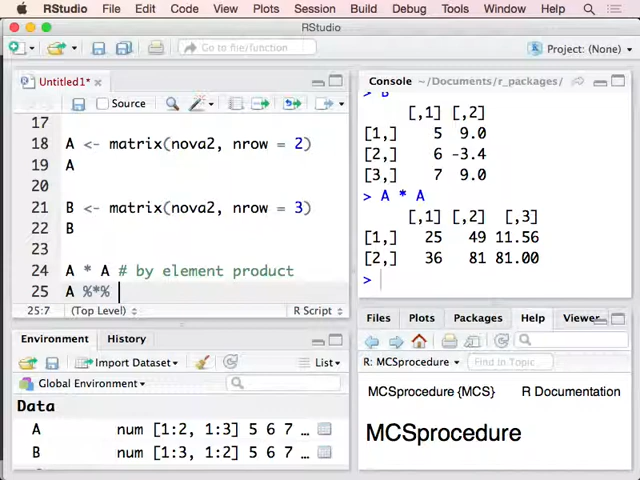 RStudio File Edit Code View Plots Session Build Debug Tools Window Help
RStudio
Go to file/function
Project: (None)
Untitled1*
Source
17
18 A <- matrix(nova2, nrow = 2)
19 A
20
21 B <- matrix(nova2, nrow = 3)
22 B
23
24 A * A # by element product
25 A %*%
25:7 (Top Level) R Script
Environment History
Import Dataset List
Global Environment
Data
A num [1:2, 1:3] 5 6 7 …
B num [1:3, 1:2] 5 6 7 …
Console ~/Documents/r_packages/
> B
[,1] [,2]
[1,] 5 9.0
[2,] 6 -3.4
[3,] 7 9.0
> A * A
[,1] [,2] [,3]
[1,] 25 49 11.56
[2,] 36 81 81.00
>
Files Plots Packages Help Viewer
R: MCSprocedure Find in Topic
MCSprocedure {MCS} R Documentation
MCSprocedure